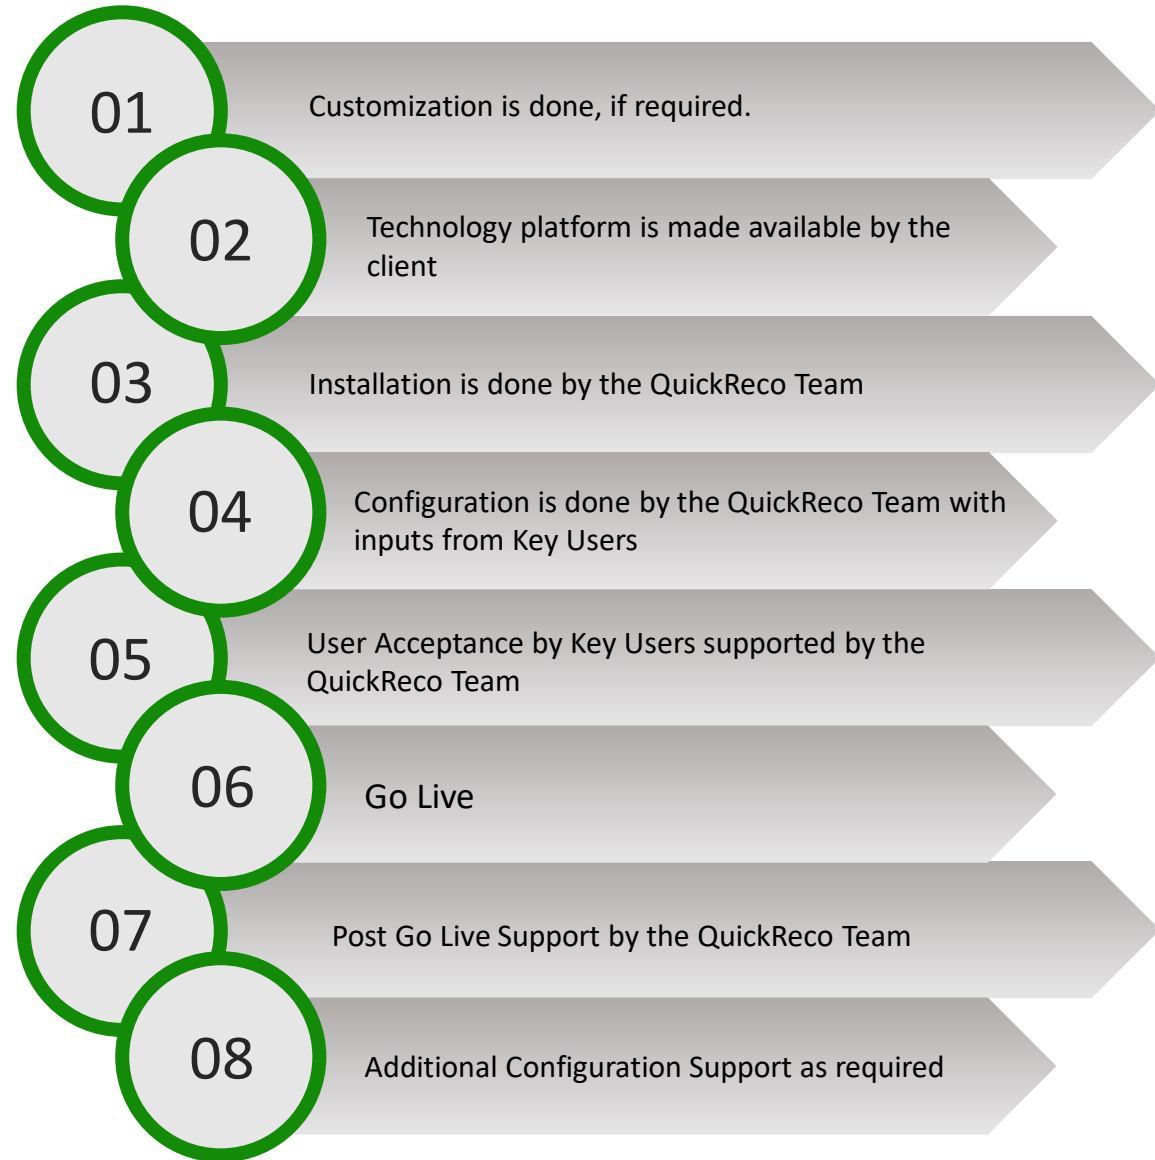 01
Customization is done, if required.
02
Technology platform is made available by the
client
03
Installation is done by the QuickReco Team
04
Configuration is done by the QuickReco Team with
inputs from Key Users
05
User Acceptance by Key Users supported by the
QuickReco Team
06
Go Live
07
Post Go Live Support by the QuickReco Team
08
Additional Configuration Support as required